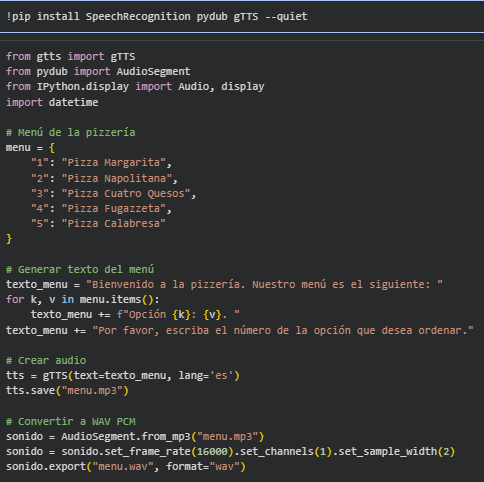 !pip install SpeechRecognition pydub gTTS --quiet
from gtts import gTTS
from pydub import AudioSegment
from IPython.display import Audio, display
import datetime
# Menú de la pizzería
menu = {
    "1": "Pizza Margarita",
    "2": "Pizza Napolitana",
    "3": "Pizza Cuatro Quesos",
    "4": "Pizza Fugazzeta",
    "5": "Pizza Calabresa"
}
# Generar texto del menú
texto_menu = "Bienvenido a la pizzería. Nuestro menú es el siguiente: "
for k, v in menu.items():
    texto_menu += f"Opción {k}: {v}. "
texto_menu += "Por favor, escriba el número de la opción que desea ordenar."
# Crear audio
tts = gTTS(text=texto_menu, lang='es')
tts.save("menu.mp3")
# Convertir a WAV PCM
sonido = AudioSegment.from_mp3("menu.mp3")
sonido = sonido.set_frame_rate(16000).set_channels(1).set_sample_width(2)
sonido.export("menu.wav", format="wav")